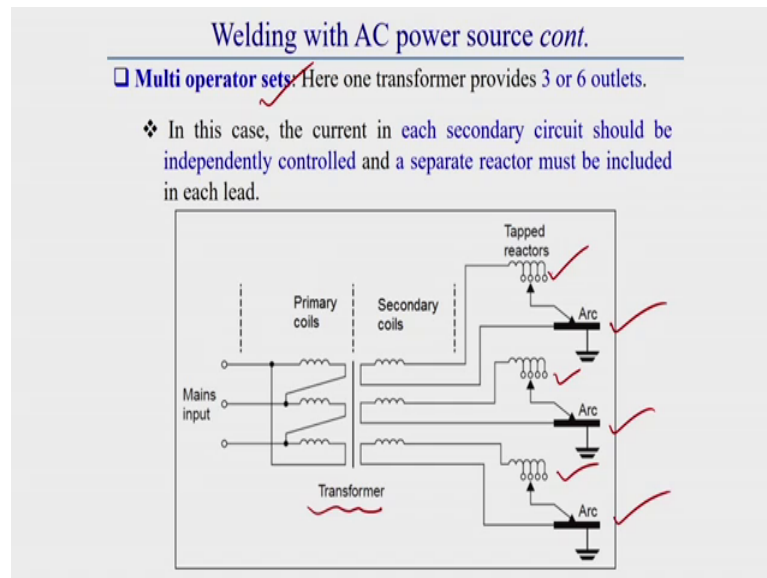 Welding with AC power source cont.
Multi operator sets: Here one transformer provides 3 or 6 outlets.
In this case, the current in each secondary circuit should be
independently controlled and a separate reactor must be included
in each lead.
Tapped
reactors
Primary
coils
Secondary
coils
Arc
Mains
input
Arc
Transformer
Arc